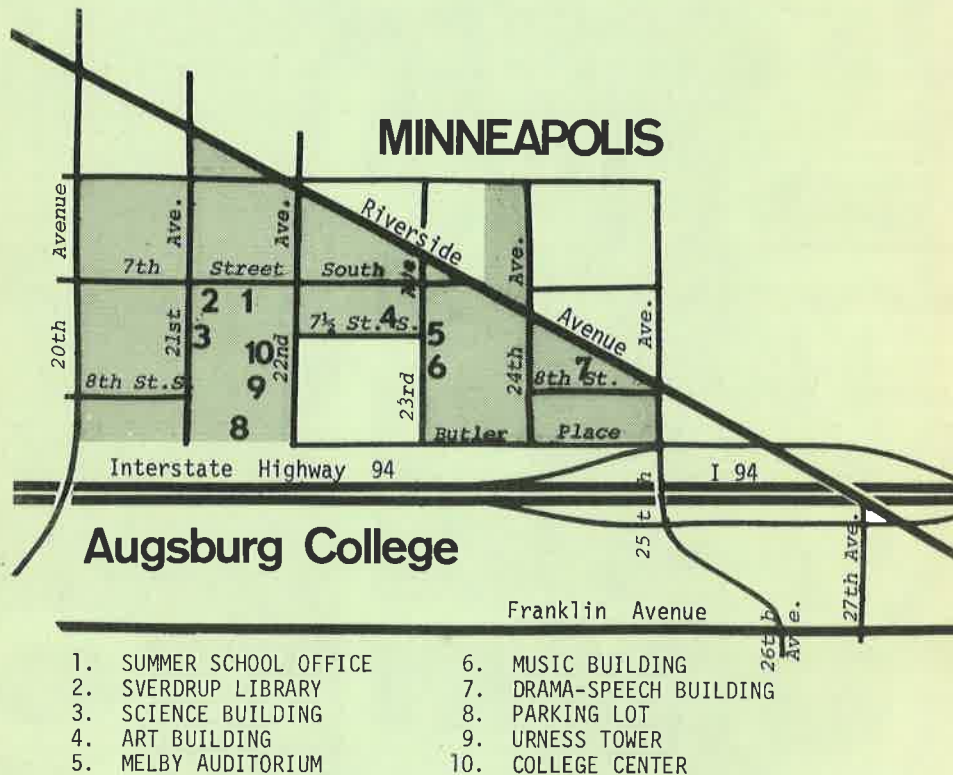 MINNEAPOLIS
Riverside
Avenue
20th
Avenue
21st
Ave.
22nd
Ave.
23rd
Ave
24th
Ave.
25th
Ave.
7th Street South
7½ St. S.
8th St.S.
8th St.
Butler Place
1
2
3
4
5
6
7
8
9
10
Interstate Highway 94
I 94
Augsburg College
Franklin Avenue
26th
Ave.
27th Ave.
1. SUMMER SCHOOL OFFICE
2. SVERDRUP LIBRARY
3. SCIENCE BUILDING
4. ART BUILDING
5. MELBY AUDITORIUM
6. MUSIC BUILDING
7. DRAMA-SPEECH BUILDING
8. PARKING LOT
9. URNESS TOWER
10. COLLEGE CENTER